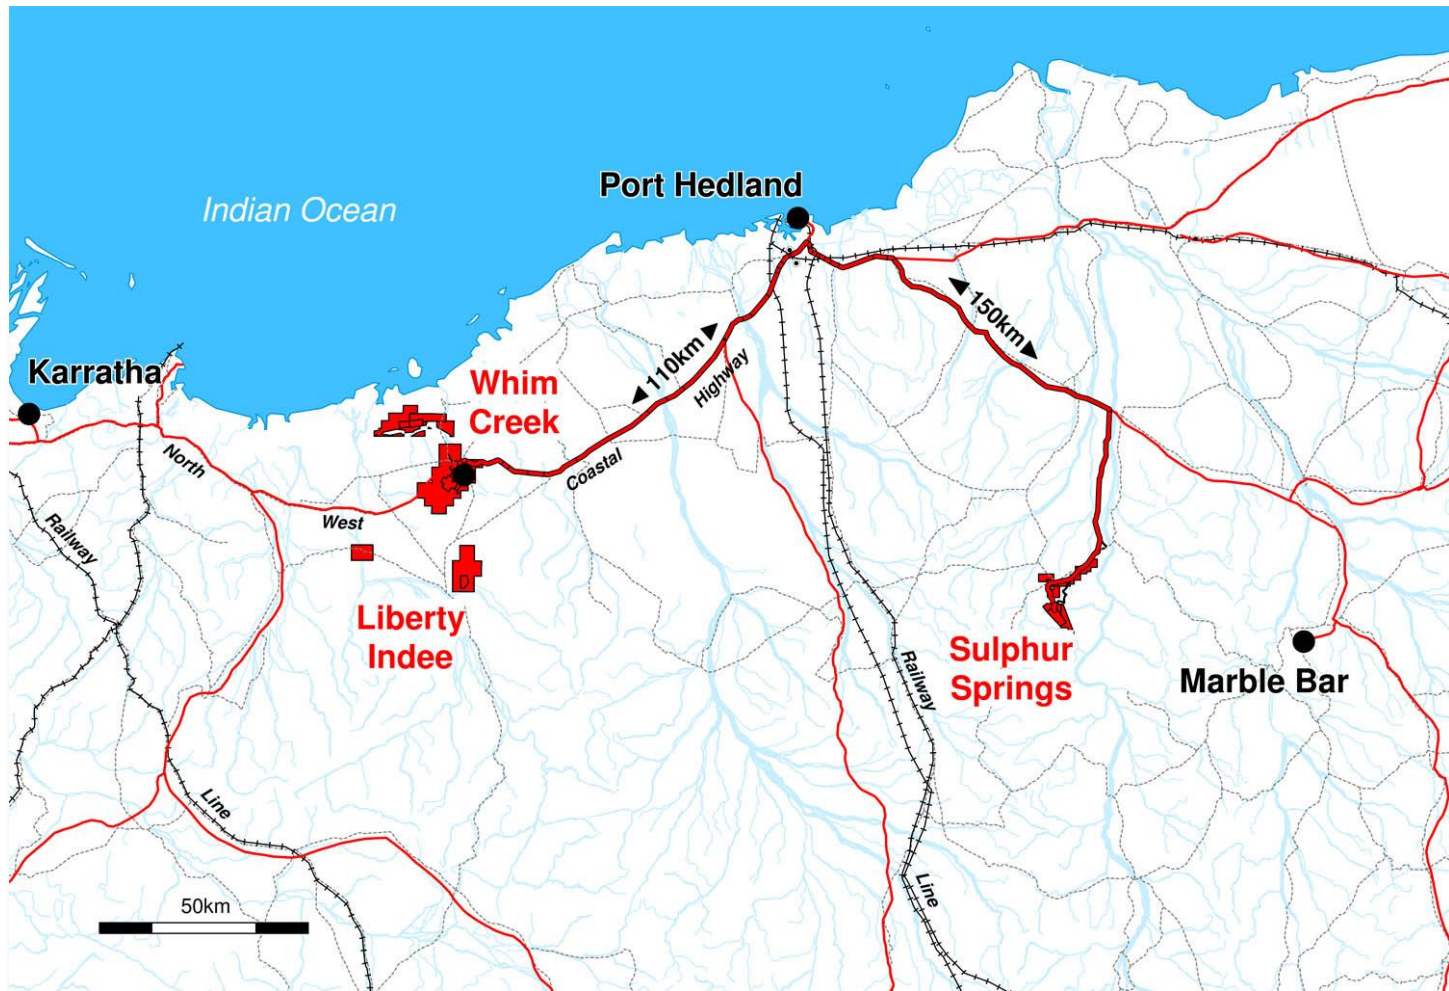 Port Hedland
Indian Ocean
150km
110km
Karratha
Whim
Creek
Highway
Coastal
North
West
Railway
Liberty
Indee
Sulphur
Springs
Railway
Marble Bar
Line
Line
50km